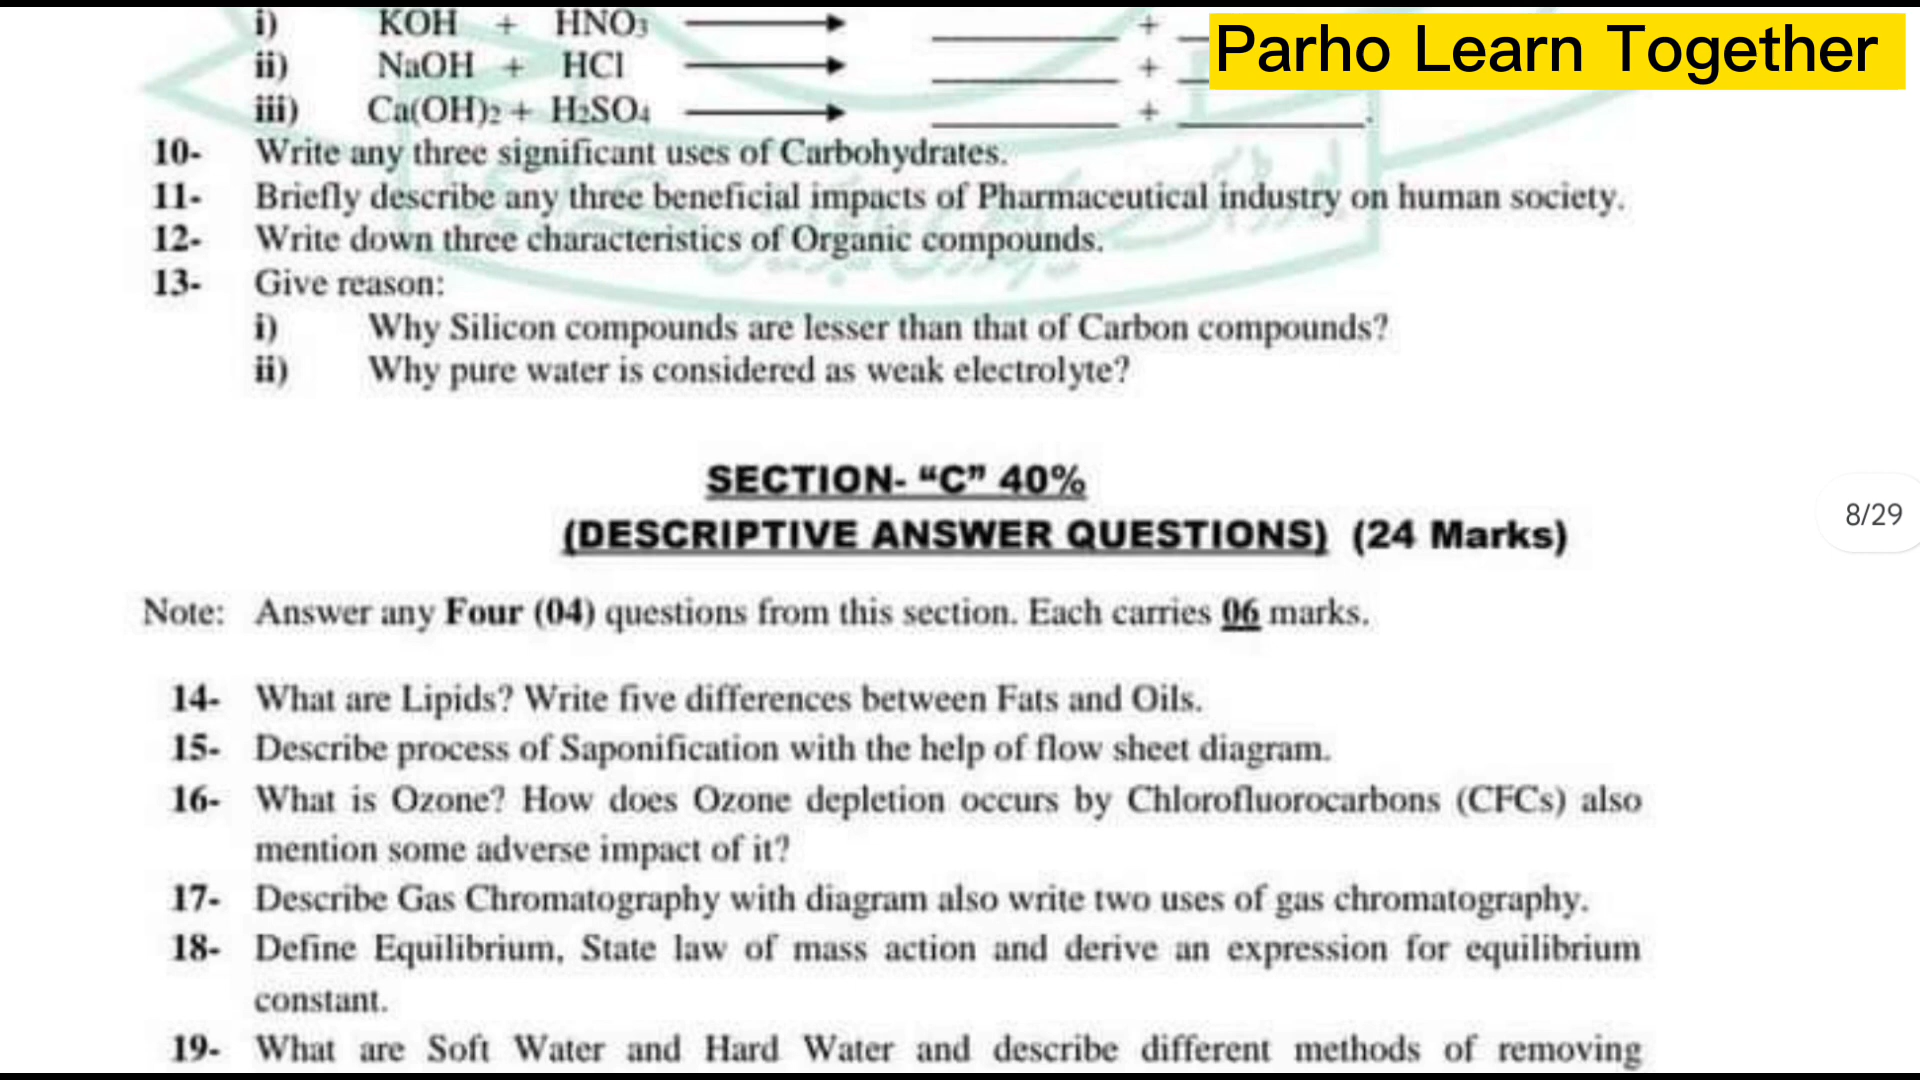 i) KOH + HNO₃ ⟶ ________ + ____
Parho Learn Together
ii) NaOH + HCl ⟶ ________ + ____
iii) Ca(OH)₂ + H₂SO₄ ⟶ ________ + ________.
10- Write any three significant uses of Carbohydrates.
11- Briefly describe any three beneficial impacts of Pharmaceutical industry on human society.
12- Write down three characteristics of Organic compounds.
13- Give reason:
i) Why Silicon compounds are lesser than that of Carbon compounds?
ii) Why pure water is considered as weak electrolyte?
SECTION- “C” 40%
(DESCRIPTIVE ANSWER QUESTIONS) (24 Marks)
8/29
Note: Answer any Four (04) questions from this section. Each carries 06 marks.
14- What are Lipids? Write five differences between Fats and Oils.
15- Describe process of Saponification with the help of flow sheet diagram.
16- What is Ozone? How does Ozone depletion occurs by Chlorofluorocarbons (CFCs) also
mention some adverse impact of it?
17- Describe Gas Chromatography with diagram also write two uses of gas chromatography.
18- Define Equilibrium, State law of mass action and derive an expression for equilibrium
constant.
19- What are Soft Water and Hard Water and describe different methods of removing